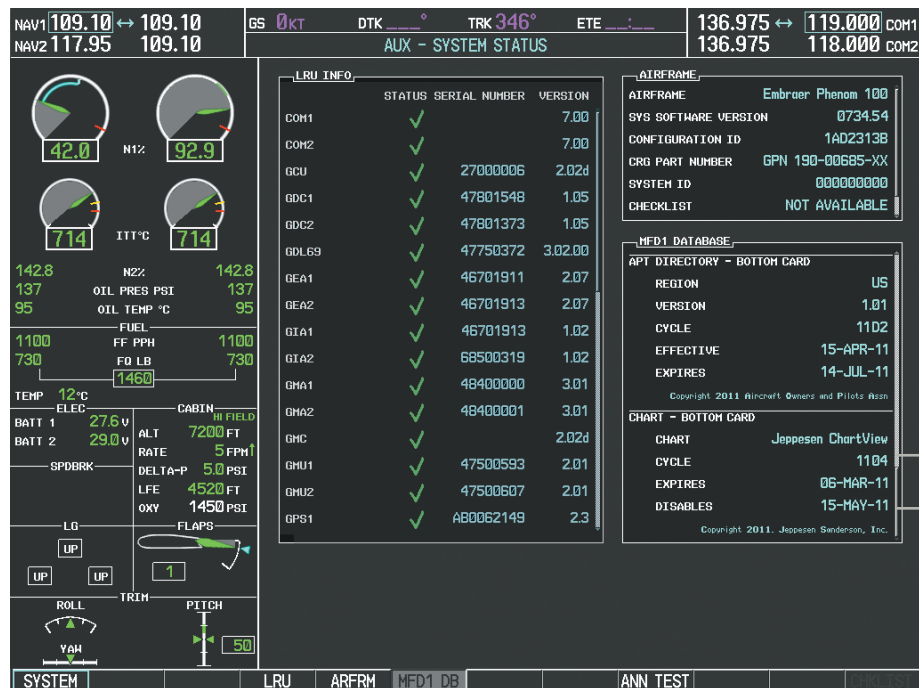 NAV1 109.10 ↔ 109.10
NAV2 117.95 109.10
GS 0KT DTK ___° TRK 346° ETE __:__
AUX – SYSTEM STATUS
136.975 ↔ 119.000 COM1
136.975 118.000 COM2
42.0 N1% 92.9
714 ITT°C 714
142.8 N2% 142.8
137 OIL PRES PSI 137
95 OIL TEMP °C 95
FUEL
1100 FF PPH 1100
730 FQ LB 730
1460
TEMP 12°C
ELEC
BATT 1 27.6 V
BATT 2 29.0 V
CABIN
HI FIELD
ALT 7200 FT
RATE 5 FPM↑
DELTA-P 5.0 PSI
LFE 4520 FT
OXY 1450 PSI
SPDBRK
LG
UP
UP UP
FLAPS
1
TRIM
ROLL
YAW
PITCH
50
LRU INFO
STATUS SERIAL NUMBER VERSION
COM1 ✓ 7.00
COM2 ✓ 7.00
GCU ✓ 27000006 2.02d
GDC1 ✓ 47801548 1.05
GDC2 ✓ 47801373 1.05
GDL69 ✓ 47750372 3.02.00
GEA1 ✓ 46701911 2.07
GEA2 ✓ 46701913 2.07
GIA1 ✓ 46701913 1.02
GIA2 ✓ 68500319 1.02
GMA1 ✓ 48400000 3.01
GMA2 ✓ 48400001 3.01
GMC ✓ 2.02d
GMU1 ✓ 47500593 2.01
GMU2 ✓ 47500607 2.01
GPS1 ✓ AB0062149 2.3
AIRFRAME
AIRFRAME Embraer Phenom 100
SYS SOFTWARE VERSION 0734.54
CONFIGURATION ID 1AD2313B
CRG PART NUMBER GPN 190-00685-XX
SYSTEM ID 000000000
CHECKLIST NOT AVAILABLE
MFD1 DATABASE
APT DIRECTORY – BOTTOM CARD
REGION US
VERSION 1.01
CYCLE 11D2
EFFECTIVE 15-APR-11
EXPIRES 14-JUL-11
Copyright 2011 Aircraft Owners and Pilots Assn
CHART – BOTTOM CARD
CHART Jeppesen ChartView
CYCLE 1104
EXPIRES 06-MAR-11
DISABLES 15-MAY-11
Copyright 2011. Jeppesen Sanderson, Inc.
SYSTEM LRU ARFRM MFD1 DB ANN TEST CHKLIST